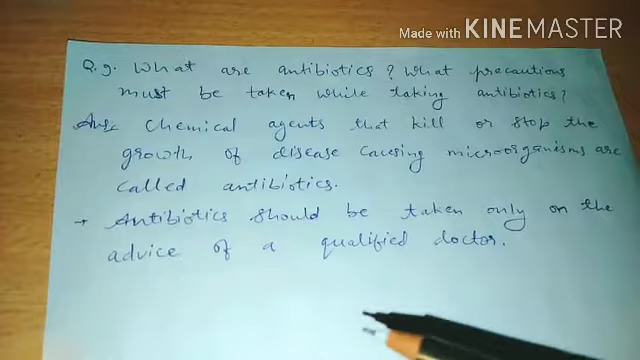 Made with KINEMASTER
Q.9. What are antibiotics? What precautions
must be taken while taking antibiotics?
Ans: Chemical agents that kill or stop the
growth of disease causing microorganisms are
called antibiotics.
→ Antibiotics should be taken only on the
advice of a qualified doctor.